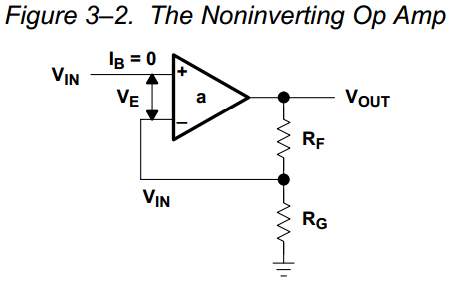 Figure 3–2. The Noninverting Op Amp
IB = 0
VIN
+
VE
a
VOUT
–
RF
VIN
RG